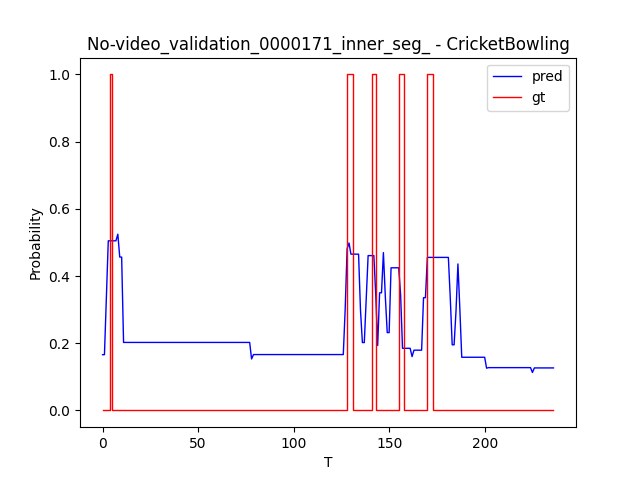 No-video_validation_0000171_inner_seg_ - CricketBowling
pred
gt
1.0
0.8
0.6
0.4
0.2
0.0
Probability
0
50
100
150
200
T